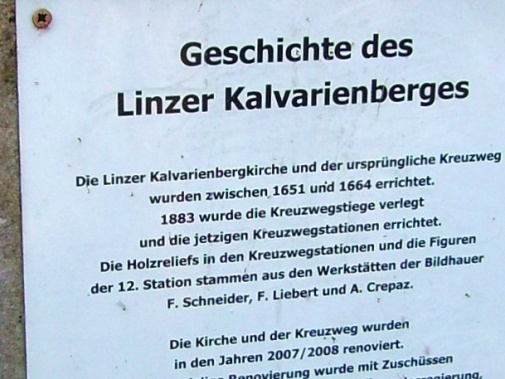 Geschichte des
Linzer Kalvarienberges
Die Linzer Kalvarienbergkirche und der ursprüngliche Kreuzweg
wurden zwischen 1651 und 1664 errichtet.
1883 wurde die Kreuzwegstiege verlegt
und die jetzigen Kreuzwegstationen errichtet.
Die Holzreliefs in den Kreuzwegstationen und die Figuren
der 12. Station stammen aus den Werkstätten der Bildhauer
F. Schneider, F. Liebert und A. Crepaz.
Die Kirche und der Kreuzweg wurden
in den Jahren 2007/2008 renoviert.
Renovierung wurde mit Zuschüssen